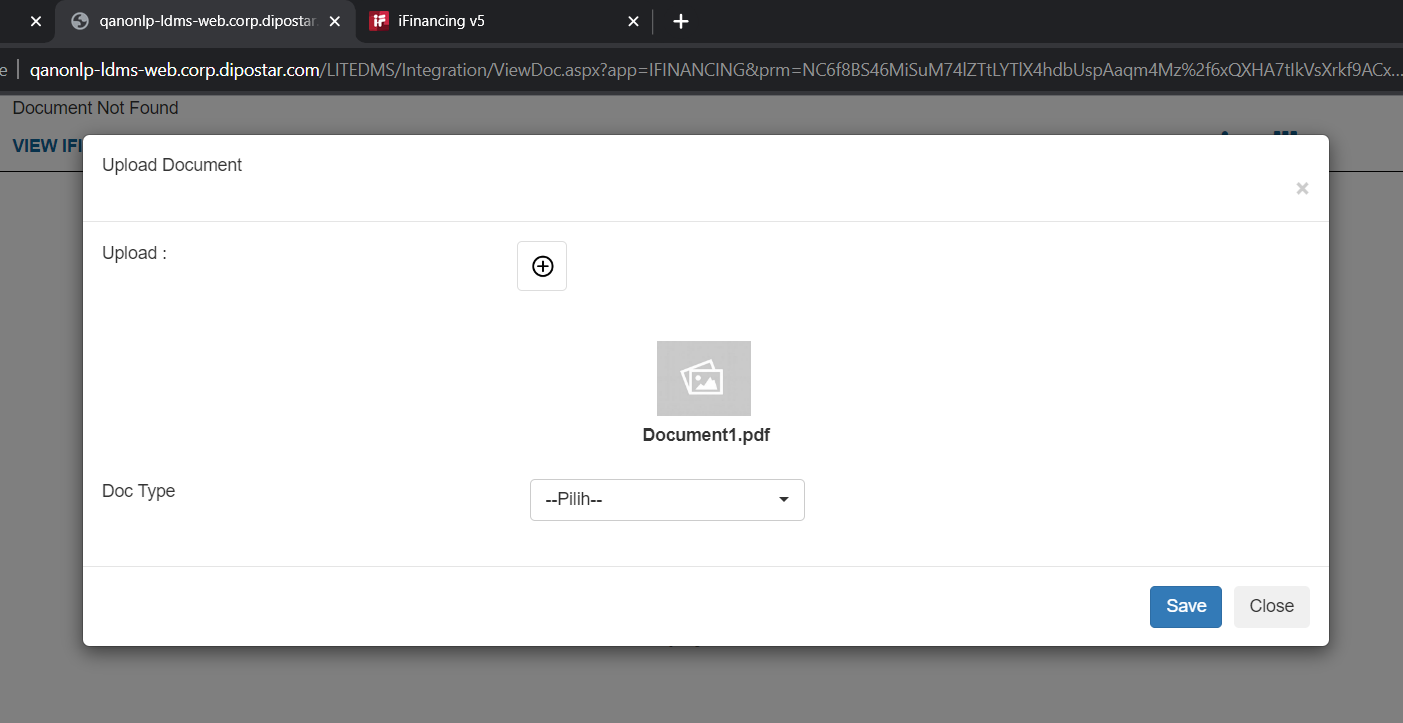 qanonlp-ldms-web.corp.dipostar.
iFinancing v5
e | qanonlp-ldms-web.corp.dipostar.com/LITEDMS/Integration/ViewDoc.aspx?app=IFINANCING&prm=NC6f8BS46MiSuM74lZTtLYTlX4hdbUspAaqm4Mz%2f6xQXHA7tIkVsXrkf9ACx...
Document Not Found
VIEW IFI
Upload Document
Upload :
Document1.pdf
Doc Type
--Pilih--
Save Close